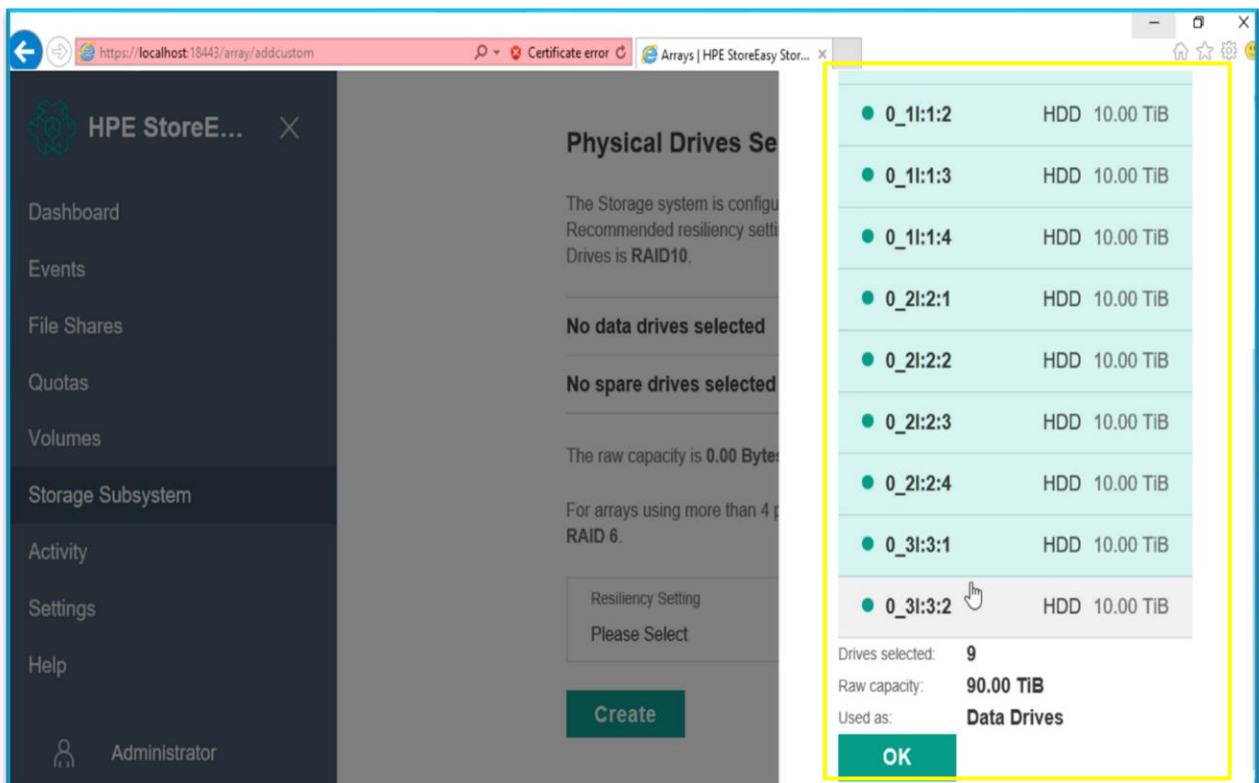 https://localhost:18443/array/addcustom
Certificate error
Arrays | HPE StoreEasy Stor...
HPE StoreE...
Dashboard
Events
File Shares
Quotas
Volumes
Storage Subsystem
Activity
Settings
Help
Administrator
Physical Drives Se
The Storage system is configu
Recommended resiliency setti
Drives is RAID10.
No data drives selected
No spare drives selected
The raw capacity is 0.00 Bytes
For arrays using more than 4 p
RAID 6.
Resiliency Setting
Please Select
Create
0_1I:1:2 HDD 10.00 TiB
0_1I:1:3 HDD 10.00 TiB
0_1I:1:4 HDD 10.00 TiB
0_2I:2:1 HDD 10.00 TiB
0_2I:2:2 HDD 10.00 TiB
0_2I:2:3 HDD 10.00 TiB
0_2I:2:4 HDD 10.00 TiB
0_3I:3:1 HDD 10.00 TiB
0_3I:3:2 HDD 10.00 TiB
Drives selected: 9
Raw capacity: 90.00 TiB
Used as: Data Drives
OK